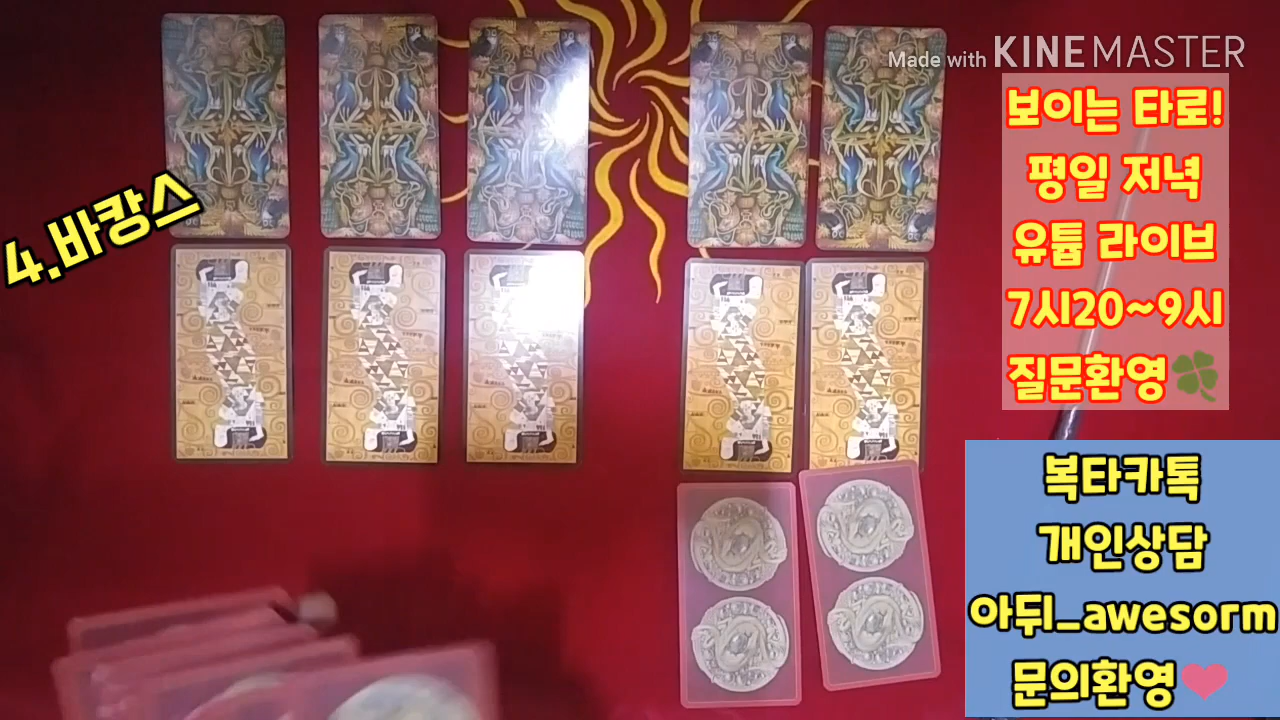 Made with KINEMASTER
보이는 타로!
평일 저녁
유튭 라이브
7시20~9시
질문환영🍀
4.바캉스
복타카톡
개인상담
아뒤_awesorm
문의환영❤